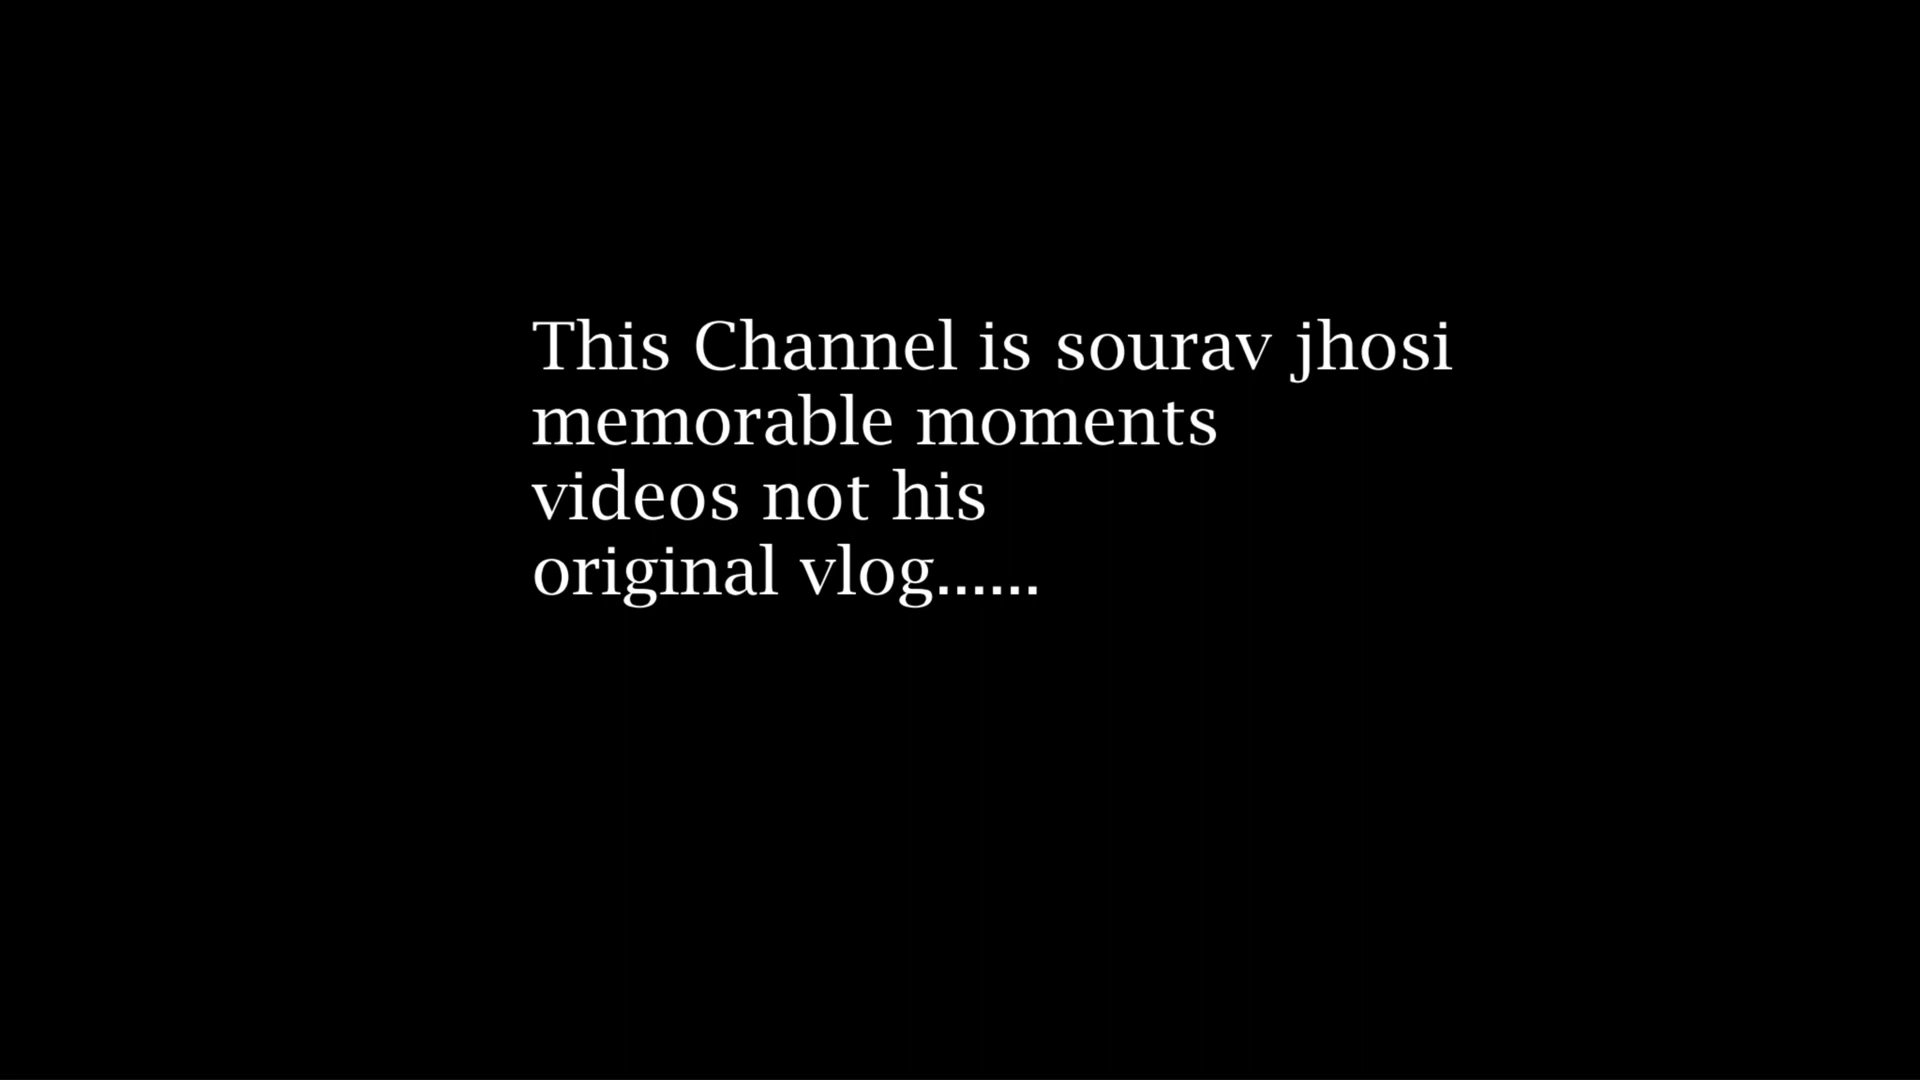 This Channel is sourav jhosi
memorable moments
videos not his
original vlog......